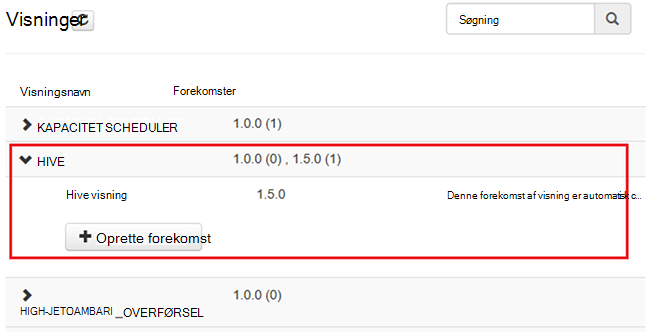 Visninger
Søgning
Visningsnavn Forekomster
KAPACITET SCHEDULER 1.0.0 (1)
HIVE 1.0.0 (0) , 1.5.0 (1)
Hive visning 1.5.0 Denne forekomst af visning er automatisk c...
Oprette forekomst
1.0.0 (0)
HIGH-JETOAMBARI _OVERFØRSEL